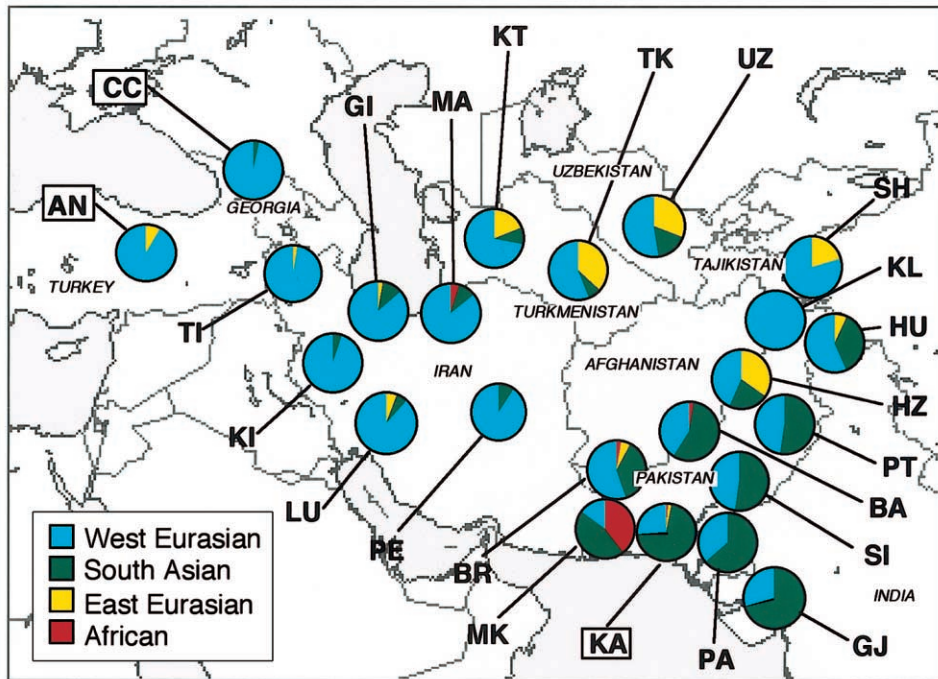 KT
TK
UZ
CC
GI
MA
UZBEKISTAN
SH
GEORGIA
AN
TAJIKISTAN
KL
TURKEY
TURKMENISTAN
TI
HU
AFGHANISTAN
IRAN
HZ
KI
PT
PAKISTAN
LU
BA
West Eurasian
PE
SI
South Asian
BR
East Eurasian
INDIA
African
MK
KA
PA
GJ